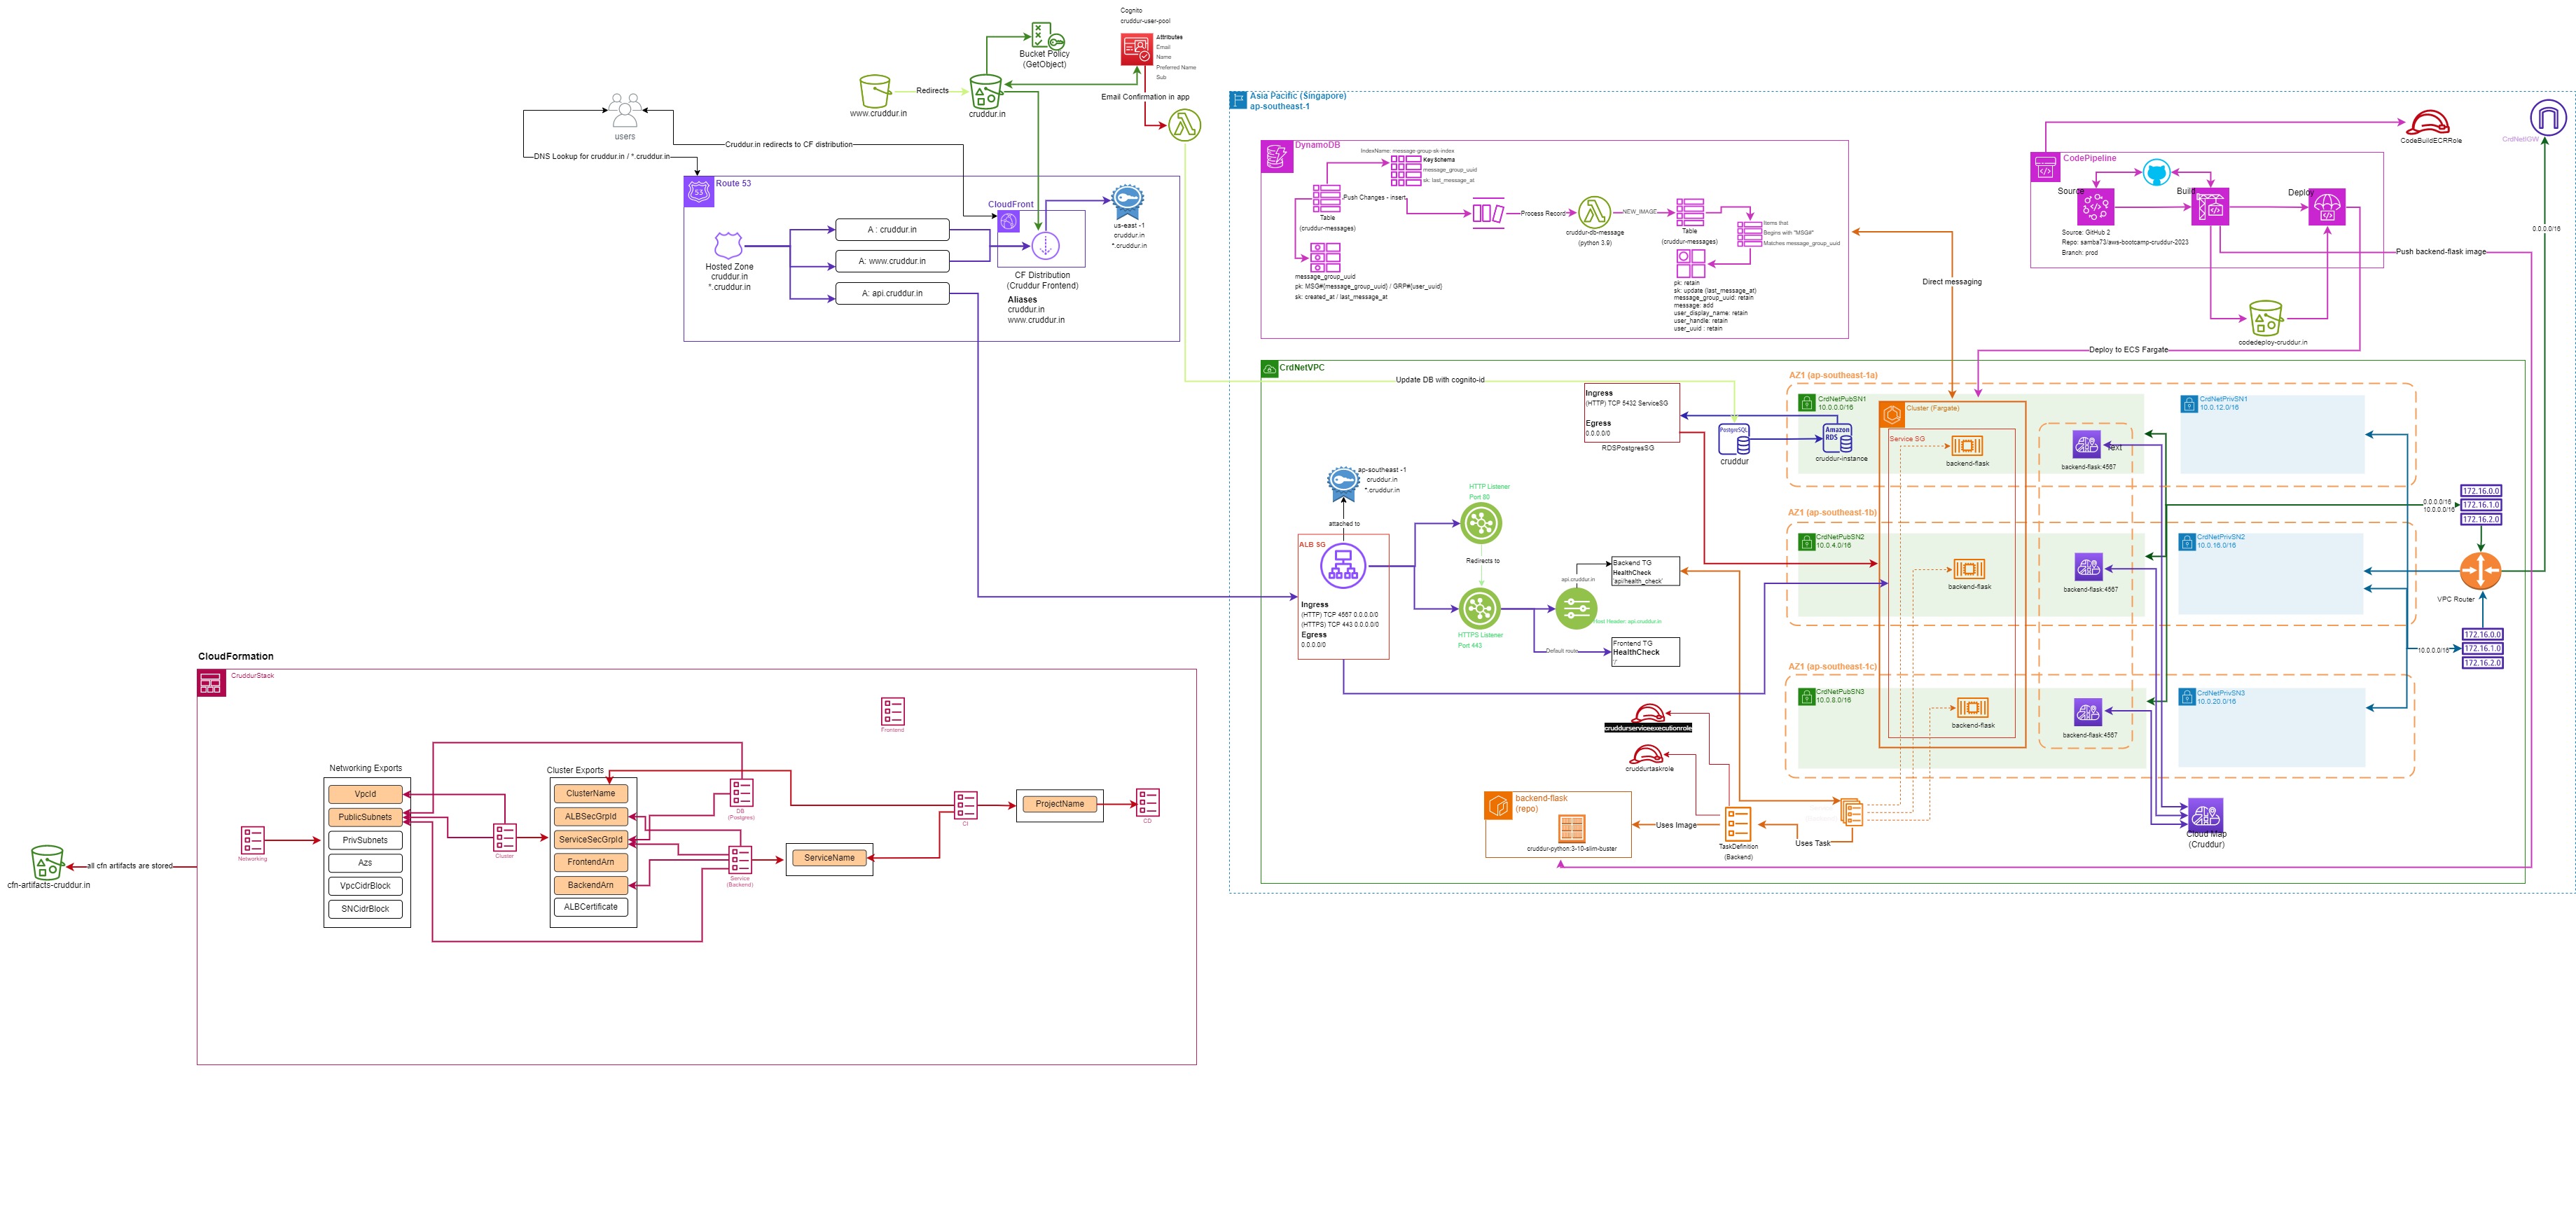 Cognito
cruddur-user-pool
Attributes
Email
Name
Preferred Name
Sub
Bucket Policy
(GetObject)
www.cruddur.in
Redirects
cruddur.in
Email Confirmation in app
users
DNS Lookup for cruddur.in / *.cruddur.in
Cruddur.in redirects to CF distribution
Route 53
53
Hosted Zone
cruddur.in
*.cruddur.in
A : cruddur.in
A: www.cruddur.in
A: api.cruddur.in
CloudFront
CF Distribution
(Cruddur Frontend)
Aliases
cruddur.in
www.cruddur.in
us-east -1
cruddur.in
*.cruddur.in
Asia Pacific (Singapore)
ap-southeast-1
DynamoDB
IndexName: message-group-sk-index
Key Schema
message_group_uuid
sk: last_message_at
Table
(cruddur-messages)
Push Changes - insert
message_group_uuid
pk: MSG#{message_group_uuid} / GRP#{user_uuid}
sk: created_at / last_message_at
Process Record
cruddur-db-message
(python 3.9)
NEW_IMAGE
Table
(cruddur-messages)
Items that
Begins with "MSG#"
Matches message_group_uuid
pk: retain
sk: update (last_message_at)
message_group_uuid: retain
message: add
user_display_name: retain
user_handle: retain
user_uuid : retain
Direct messaging
CodePipeline
Source
Build
Deploy
Source: GitHub 2
Repo: samba73/aws-bootcamp-cruddur-2023
Branch: prod
codedeploy-cruddur.in
CodeBuildECRRole
CrdNetIGW
0.0.0.0/16
Push backend-flask image
Deploy to ECS Fargate
CrdNetVPC
Update DB with cognito-id
Ingress
(HTTP) TCP 5432 ServiceSG
Egress
0.0.0.0/0
RDSPostgresSG
PostgreSQL
cruddur
Amazon
RDS
cruddur-instance
AZ1 (ap-southeast-1a)
CrdNetPubSN1
10.0.0.0/16
Cluster (Fargate)
Service SG
backend-flask
Text
backend-flask:4567
CrdNetPrivSN1
10.0.12.0/16
AZ1 (ap-southeast-1b)
CrdNetPubSN2
10.0.4.0/16
backend-flask
backend-flask:4567
CrdNetPrivSN2
10.0.16.0/16
AZ1 (ap-southeast-1c)
CrdNetPubSN3
10.0.8.0/16
backend-flask
backend-flask:4567
CrdNetPrivSN3
10.0.20.0/16
0.0.0.0/16
10.0.0.0/16
172.16.0.0
172.16.1.0
172.16.2.0
VPC Router
10.0.0.0/16
172.16.0.0
172.16.1.0
172.16.2.0
Cloud Map
(Cruddur)
ap-southeast -1
cruddur.in
*.cruddur.in
attached to
ALB SG
Ingress
(HTTP) TCP 4567 0.0.0.0/0
(HTTPS) TCP 443 0.0.0.0/0
Egress
0.0.0.0/0
HTTP Listener
Port 80
Redirects to
HTTPS Listener
Port 443
api.cruddur.in
Host Header: api.cruddur.in
Default route
Backend TG
HealthCheck
'api/health_check'
Frontend TG
HealthCheck
'/'
cruddurserviceexecutionrole
cruddurtaskrole
backend-flask
(repo)
cruddur-python:3-10-slim-buster
Uses Image
TaskDefinition
(Backend)
Uses Task
CloudFormation
CruddurStack
Frontend
Networking Exports
VpcId
PublicSubnets
PrivSubnets
Azs
VpcCidrBlock
SNCidrBlock
Networking
Cluster
Cluster Exports
ClusterName
ALBSecGrpId
ServiceSecGrpId
FrontendArn
BackendArn
ALBCertificate
DB
(Postgres)
Service
(Backend)
ServiceName
CI
ProjectName
CD
all cfn artifacts are stored
cfn-artifacts-cruddur.in